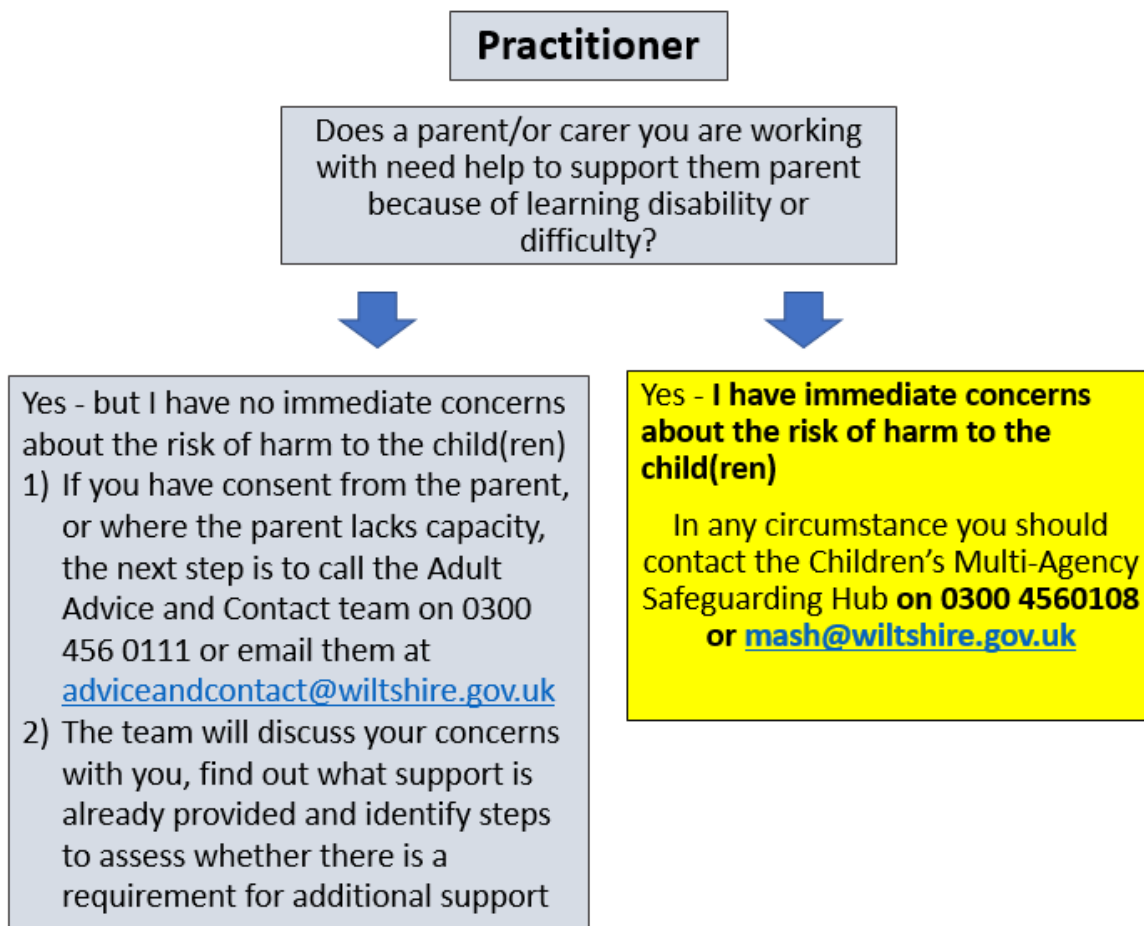 Practitioner
Does a parent/or carer you are working
with need help to support them parent
because of learning disability or
difficulty?
Yes - but I have no immediate concerns
about the risk of harm to the child(ren)
1) If you have consent from the parent,
or where the parent lacks capacity,
the next step is to call the Adult
Advice and Contact team on 0300
456 0111 or email them at
adviceandcontact@wiltshire.gov.uk
2) The team will discuss your concerns
with you, find out what support is
already provided and identify steps
to assess whether there is a
requirement for additional support
Yes - I have immediate concerns
about the risk of harm to the
child(ren)
In any circumstance you should
contact the Children’s Multi-Agency
Safeguarding Hub on 0300 4560108
or mash@wiltshire.gov.uk